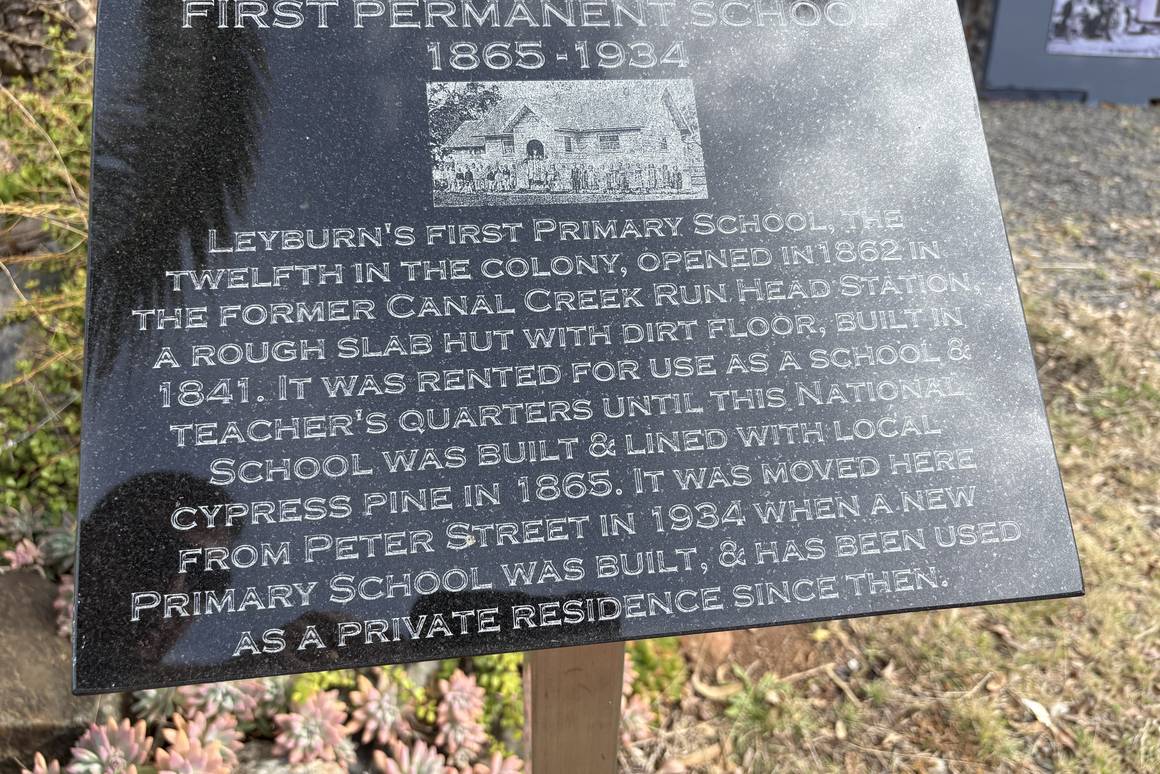 FIRST PERMANENT SCHOOL
1865 - 1934
LEYBURN'S FIRST PRIMARY SCHOOL, THE
TWELFTH IN THE COLONY, OPENED IN 1862 IN
THE FORMER CANAL CREEK RUN HEAD STATION,
A ROUGH SLAB HUT WITH DIRT FLOOR, BUILT IN
1841. IT WAS RENTED FOR USE AS A SCHOOL &
TEACHER'S QUARTERS UNTIL THIS NATIONAL
SCHOOL WAS BUILT & LINED WITH LOCAL
CYPRESS PINE IN 1865. IT WAS MOVED HERE
FROM PETER STREET IN 1934 WHEN A NEW
PRIMARY SCHOOL WAS BUILT, & HAS BEEN USED
AS A PRIVATE RESIDENCE SINCE THEN.